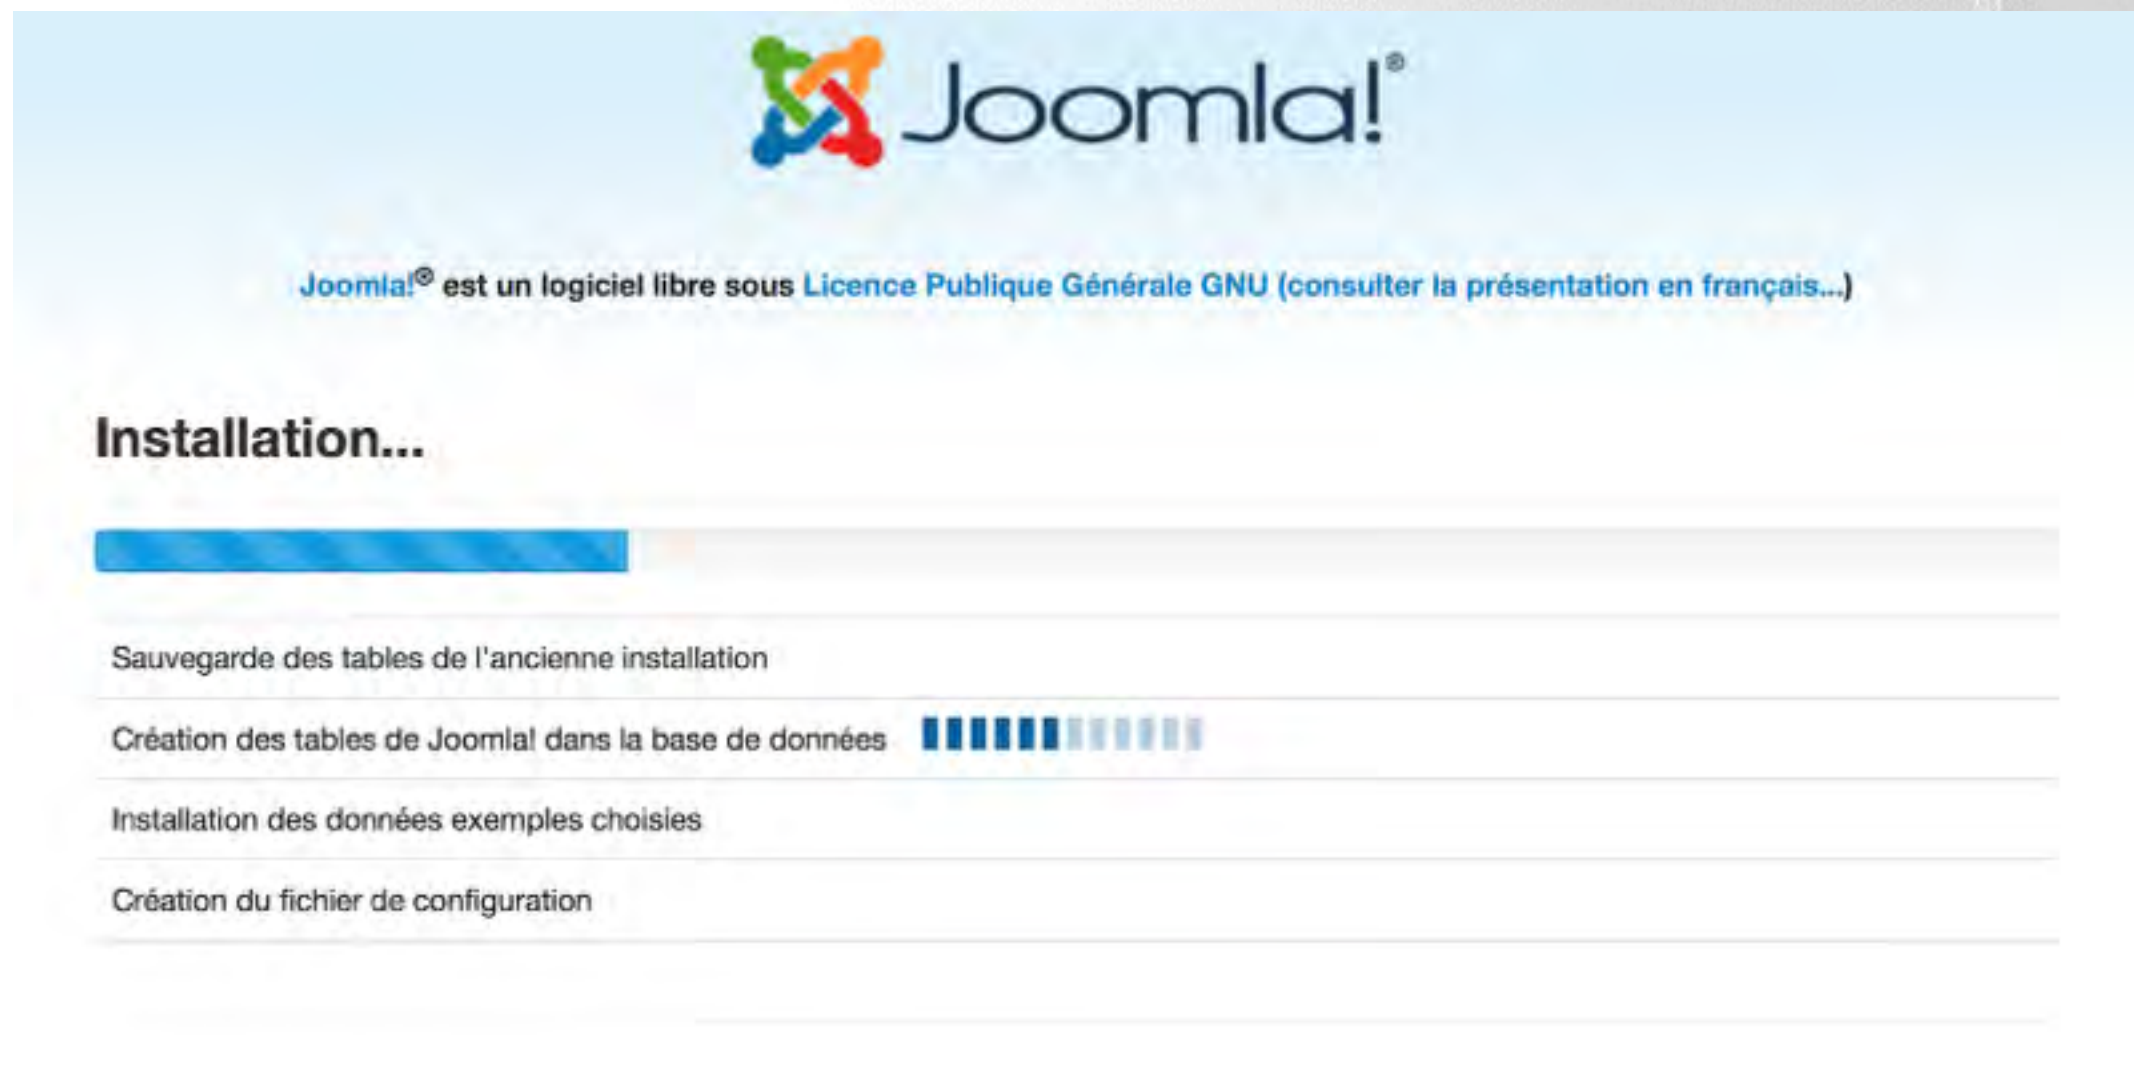 Joomla!®
Joomla!® est un logiciel libre sous Licence Publique Générale GNU (consulter la présentation en français...)
Installation...
Sauvegarde des tables de l'ancienne installation
Création des tables de Joomla! dans la base de données
Installation des données exemples choisies
Création du fichier de configuration